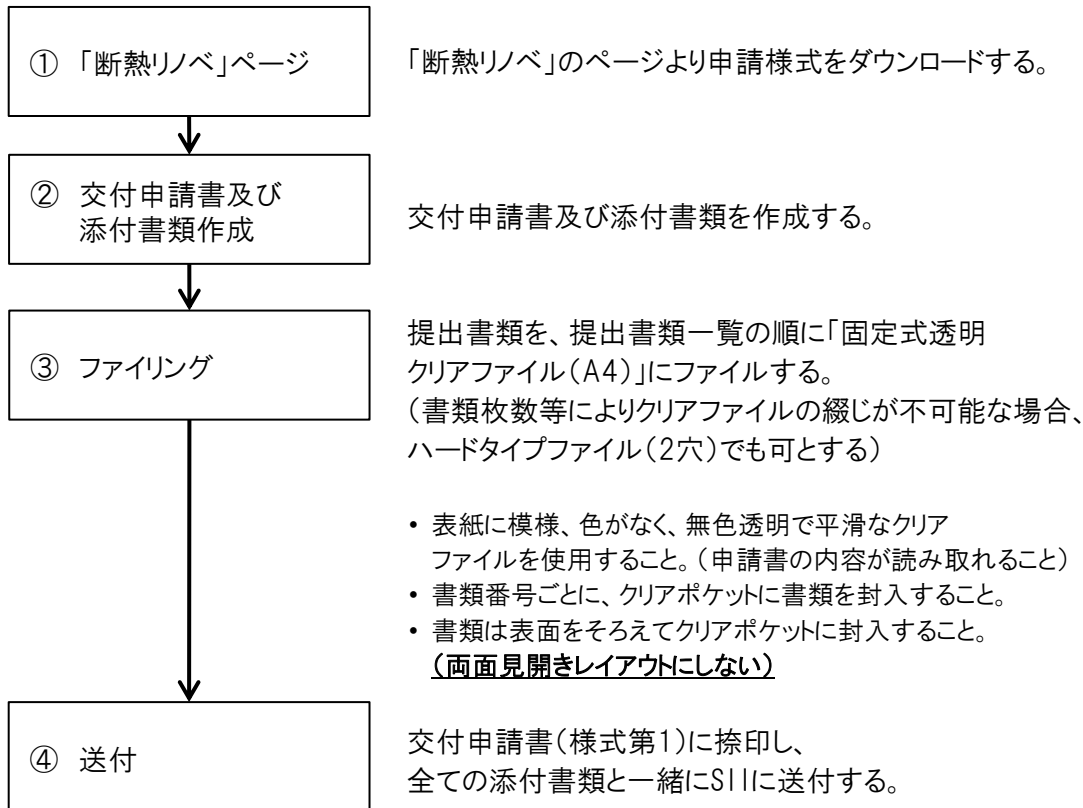 ① 「断熱リノベ」ページ
「断熱リノベ」のページより申請様式をダウンロードする。
② 交付申請書及び
添付書類作成
交付申請書及び添付書類を作成する。
③ ファイリング
提出書類を、提出書類一覧の順に「固定式透明
クリアファイル(A4)」にファイルする。
(書類枚数等によりクリアファイルの綴じが不可能な場合、
ハードタイプファイル(2穴)でも可とする)
• 表紙に模様、色がなく、無色透明で平滑なクリア
ファイルを使用すること。(申請書の内容が読み取れること)
• 書類番号ごとに、クリアポケットに書類を封入すること。
• 書類は表面をそろえてクリアポケットに封入すること。
(両面見開きレイアウトにしない)
④ 送付
交付申請書(様式第1)に捺印し、
全ての添付書類と一緒にSIIに送付する。